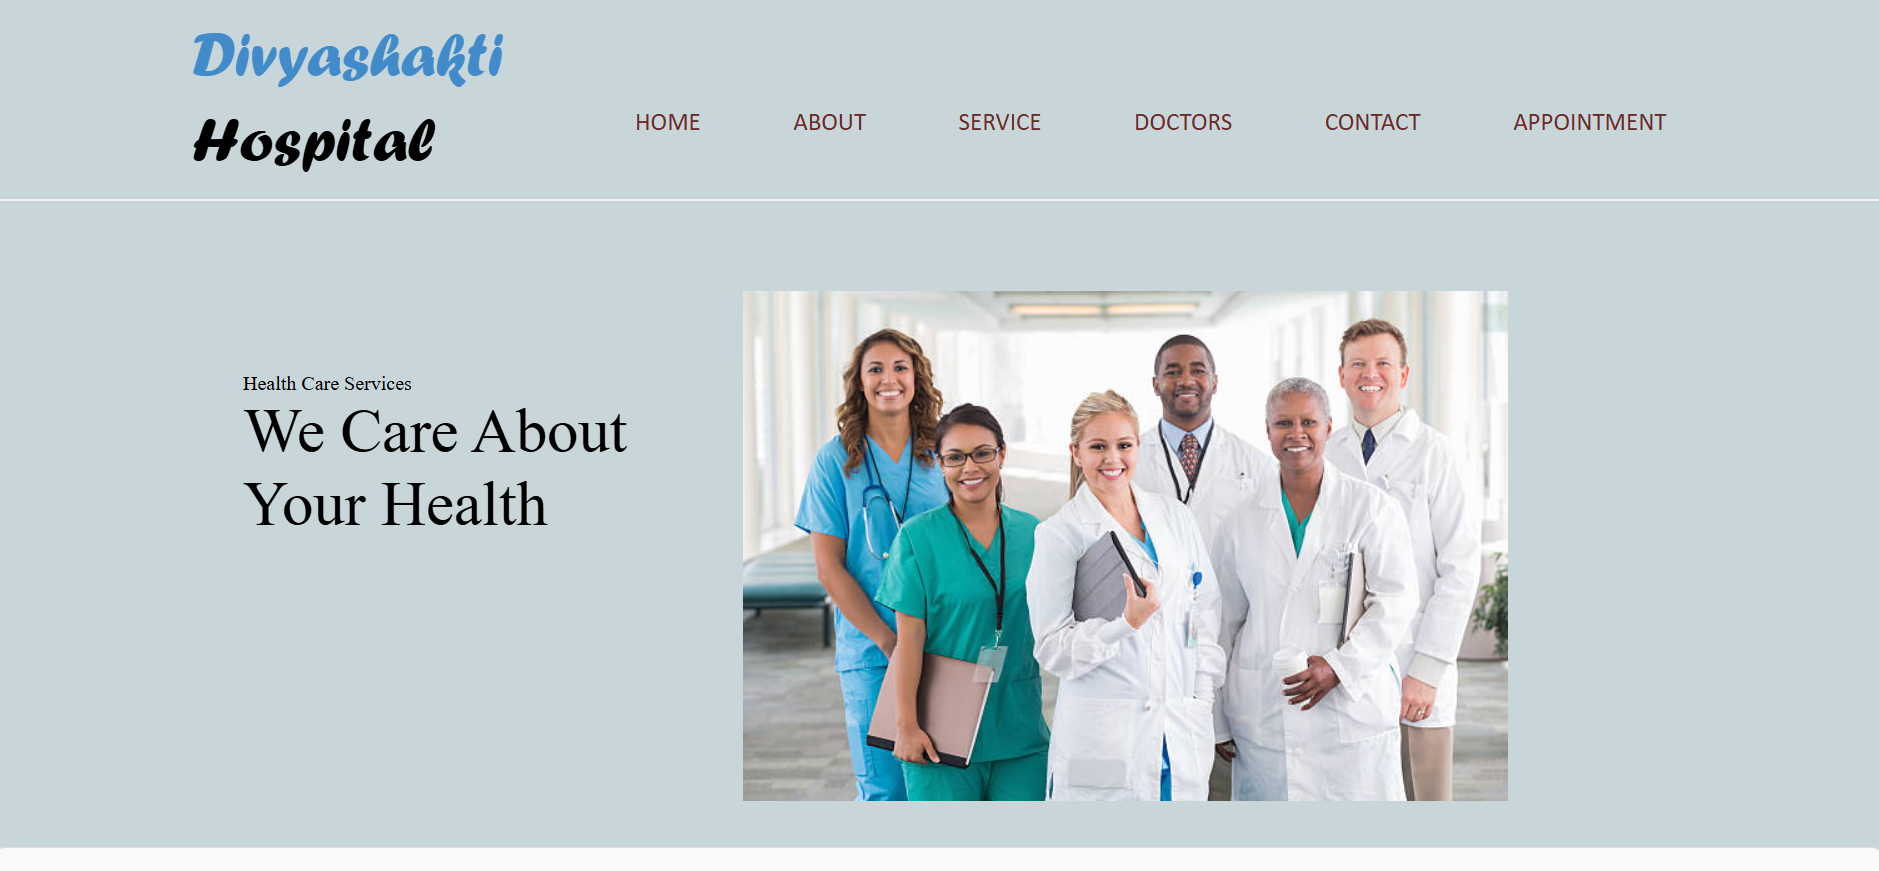 Divyashakti
Hospital
HOME ABOUT SERVICE DOCTORS CONTACT APPOINTMENT
Health Care Services
We Care About
Your Health